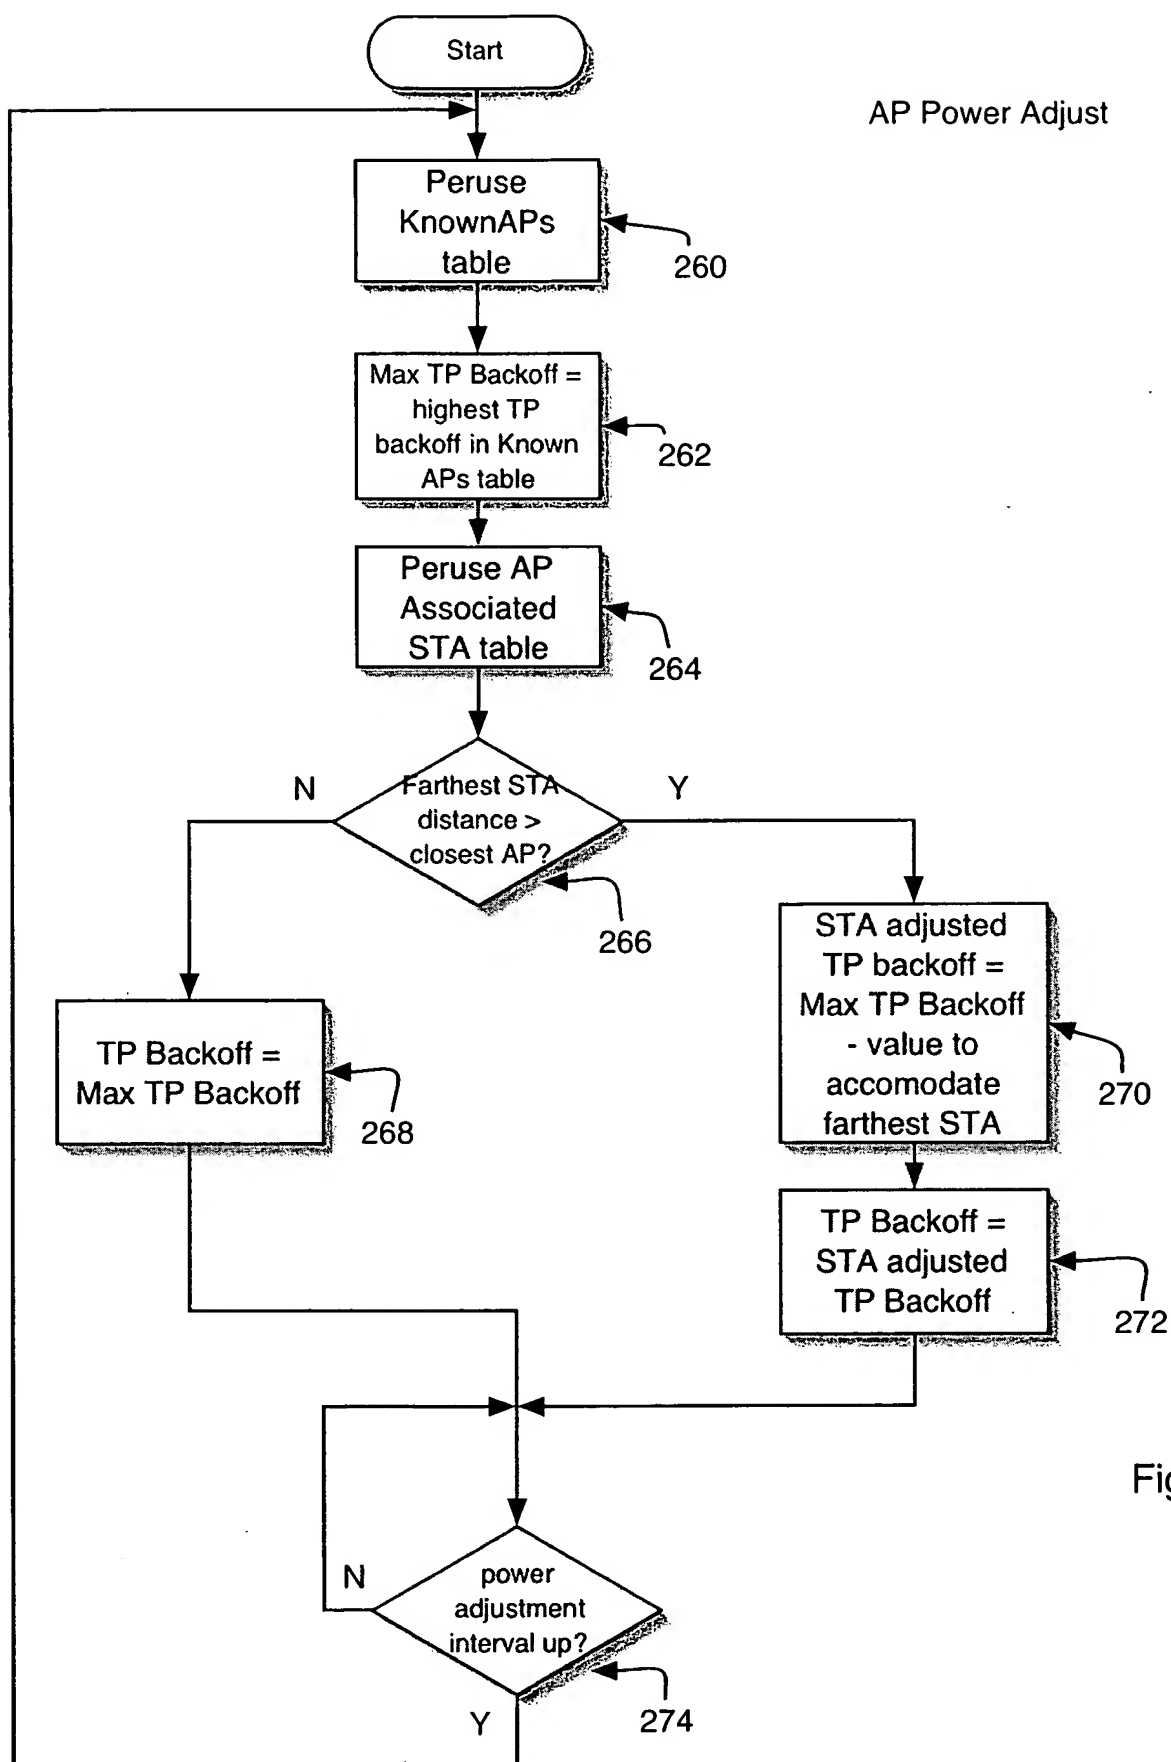 Start
AP Power Adjust
Peruse
KnownAPs
table
260
Max TP Backoff =
highest TP
backoff in Known
APs table
262
Peruse AP
Associated
STA table
264
N
Farthest STA
distance >
closest AP?
Y
266
STA adjusted
TP backoff =
Max TP Backoff
- value to
accomodate
farthest STA
270
TP Backoff =
Max TP Backoff
268
TP Backoff =
STA adjusted
TP Backoff
272
N
power
adjustment
interval up?
274
Y